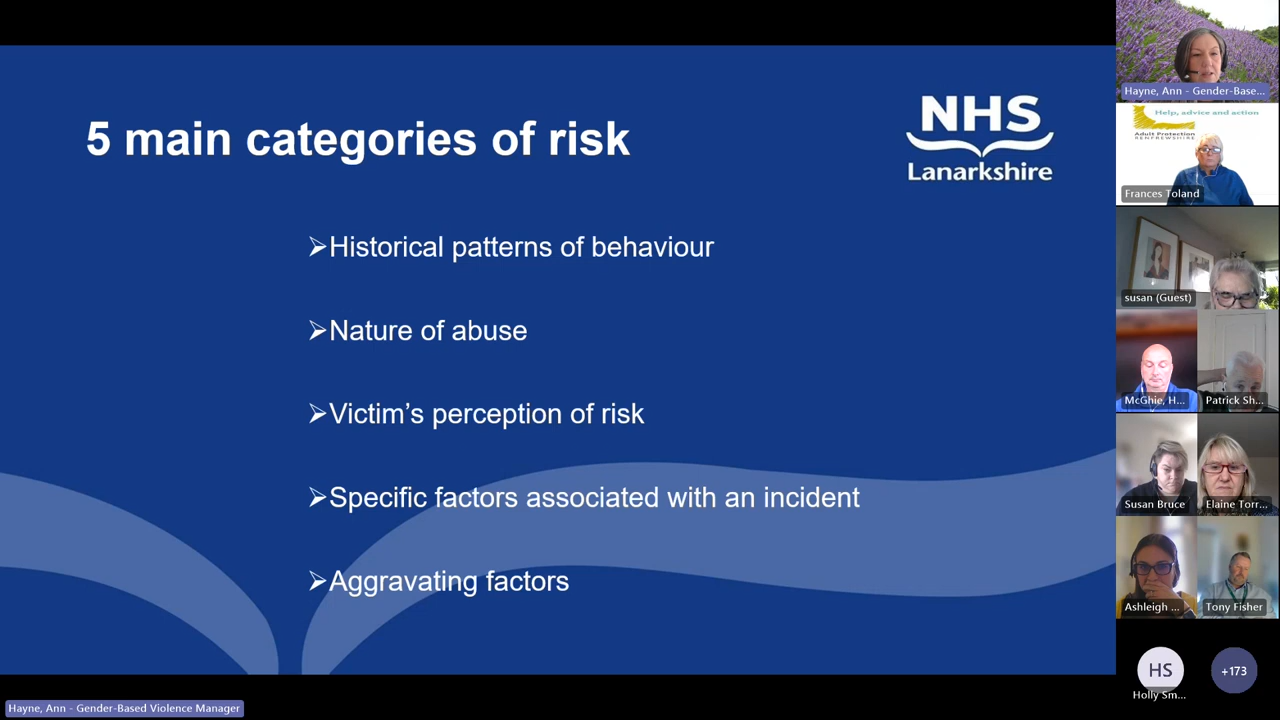 5 main categories of risk
NHS
Lanarkshire
➢Historical patterns of behaviour
➢Nature of abuse
➢Victim's perception of risk
➢Specific factors associated with an incident
➢Aggravating factors
Hayne, Ann - Gender-Based Violence Manager
Hayne, Ann - Gender-Base...
Help, advice and action
Adult Protection
RENFREWSHIRE
Frances Toland
susan (Guest)
McGhie, H...
Patrick Sh...
Susan Bruce
Elaine Torr...
Ashleigh ...
Tony Fisher
HS
Holly Sm...
+173